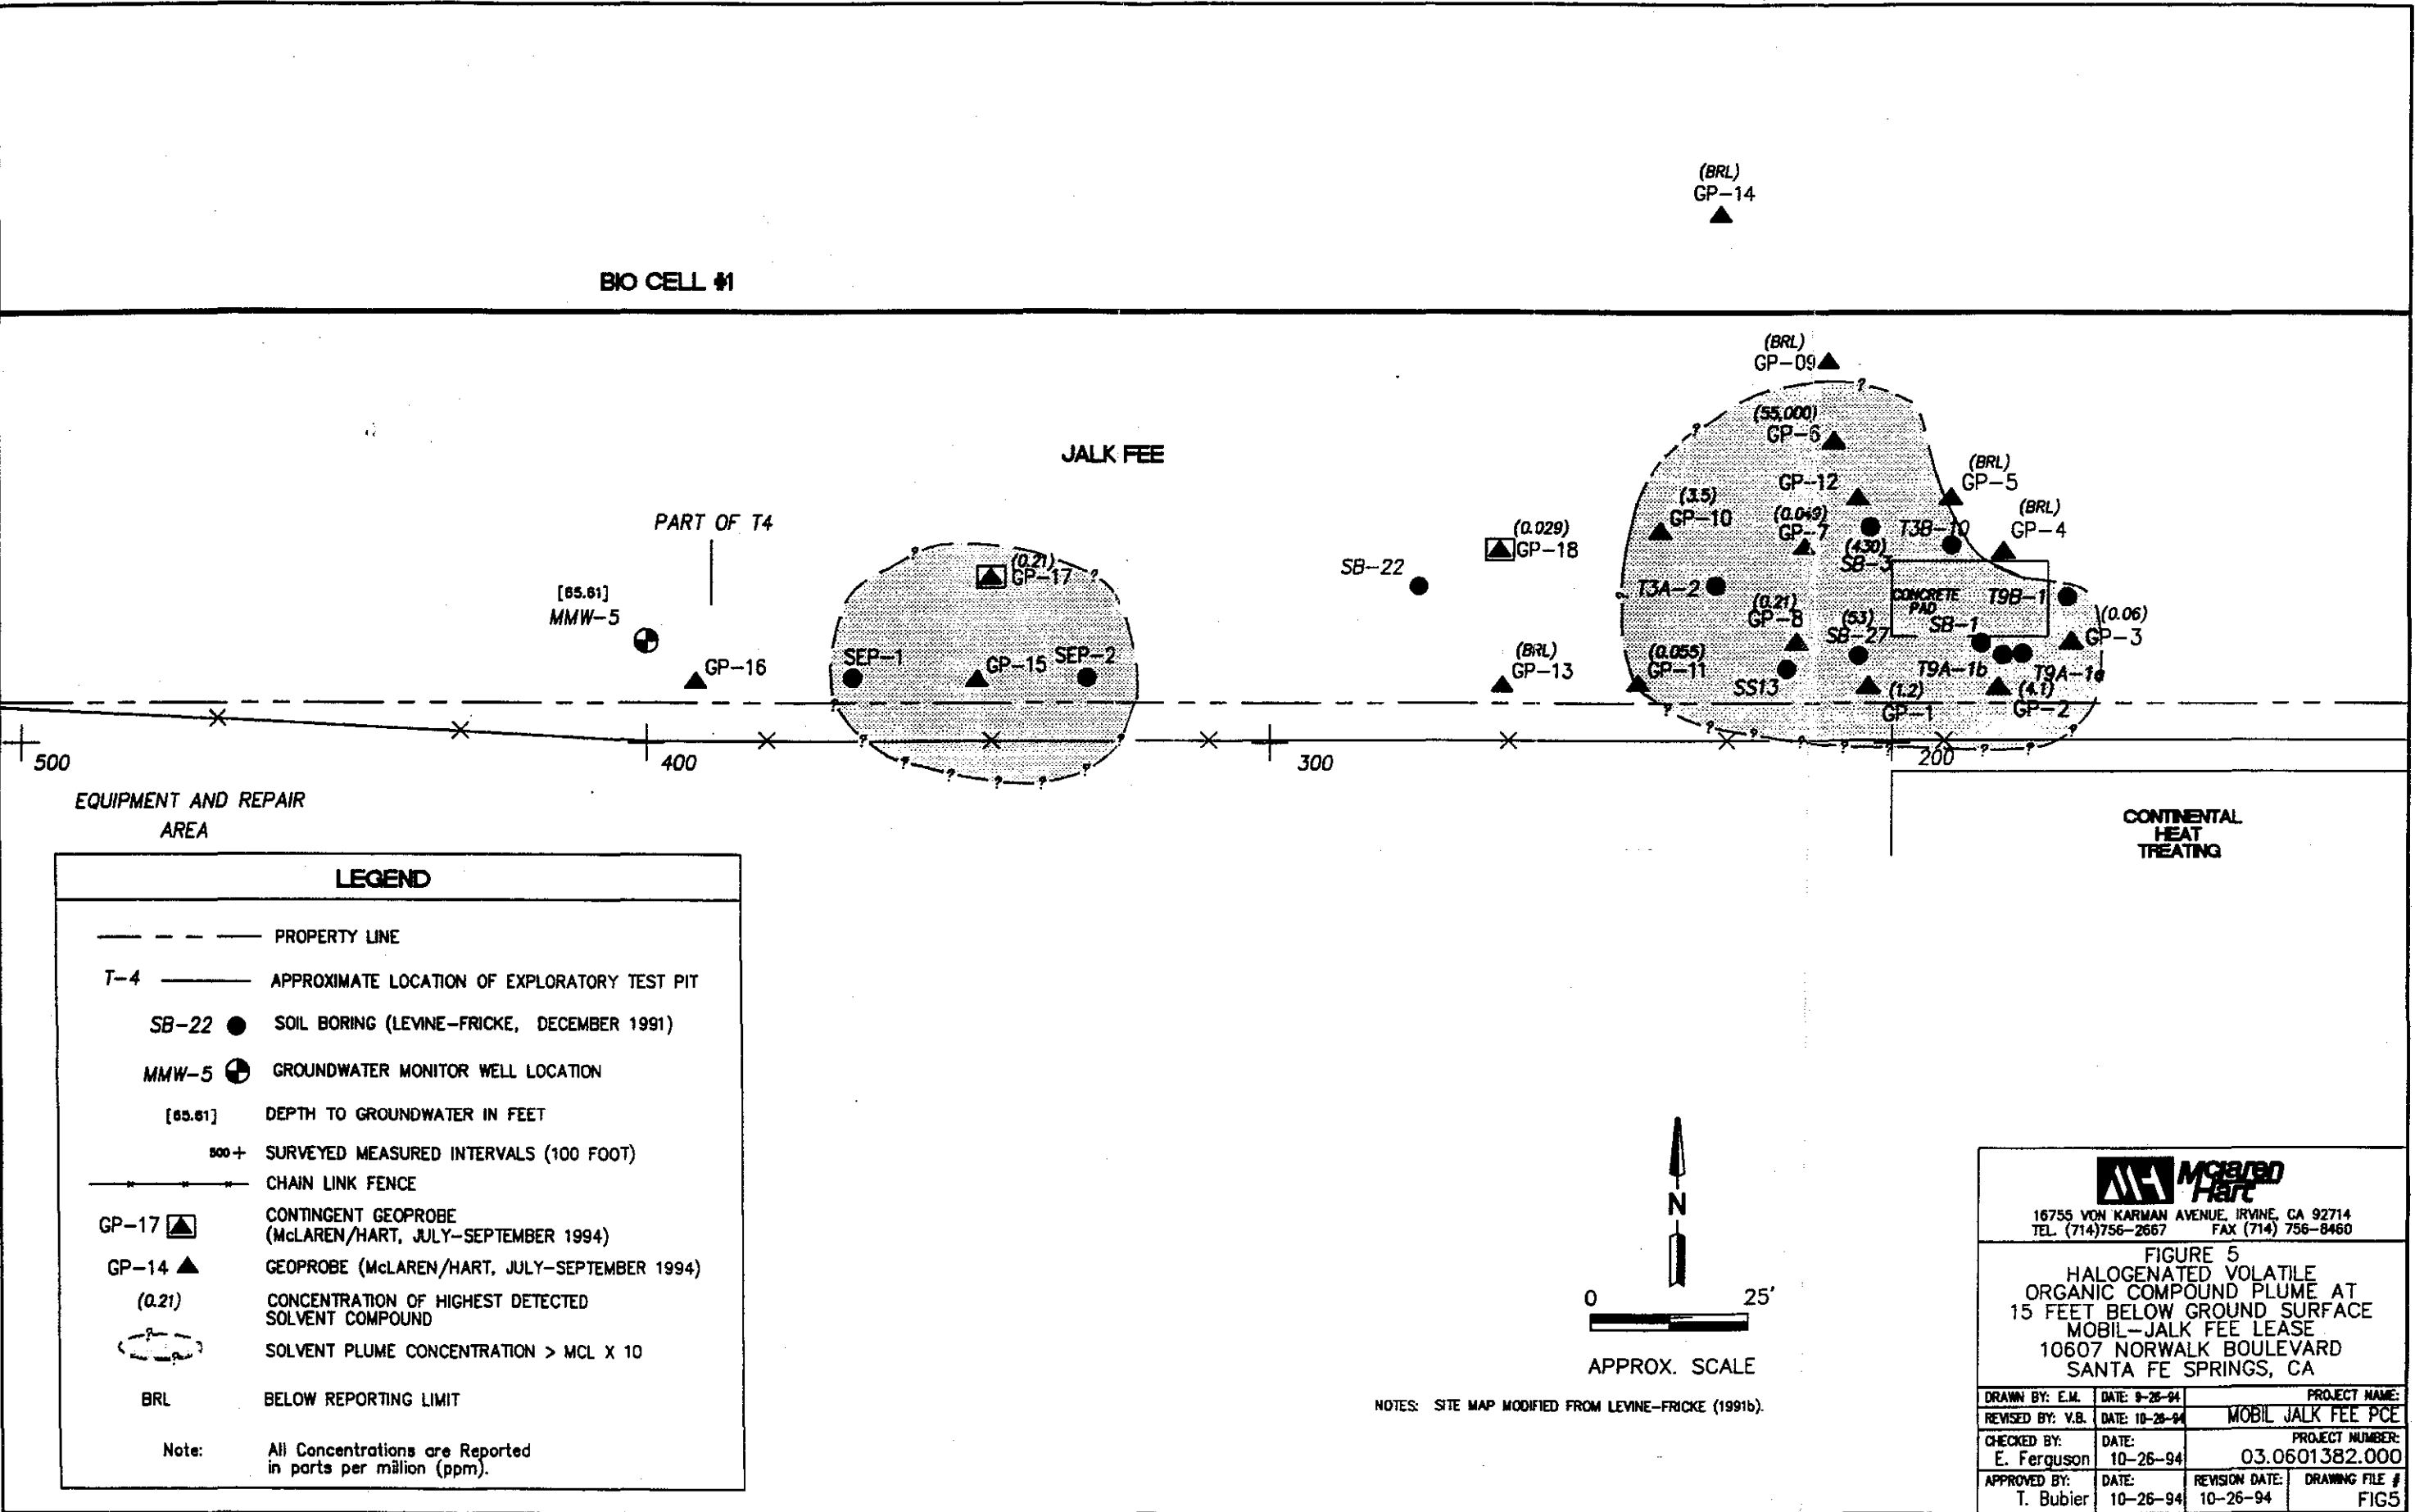 (BRL)
GP-14
BIO CELL #1
(BRL)
GP-09
(55,000)
GP-6
JALK FEE
(BRL)
GP-5
GP-12
(3.5)
GP-10
(BRL)
GP-4
PART OF T4
(0.029)
GP-18
GP-7
T3B-10
(430)
SB-3
(0.21)
GP-17
SB-22
T3A-2
[65.61]
MMW-5
CONCRETE
PAD
T9B-1
(0.21)
GP-8
(53)
SB-27
SB-1
(0.06)
GP-3
GP-16
SEP-1
GP-15
SEP-2
(BRL)
GP-13
(0.055)
GP-11
SS13
T9A-1b
T9A-1a
(1.2)
GP-1
(4.1)
GP-2
500
400
300
200
EQUIPMENT AND REPAIR
AREA
CONTINENTAL
HEAT
TREATING
LEGEND
PROPERTY LINE
T-4 APPROXIMATE LOCATION OF EXPLORATORY TEST PIT
SB-22 SOIL BORING (LEVINE-FRICKE, DECEMBER 1991)
MMW-5 GROUNDWATER MONITOR WELL LOCATION
[65.61] DEPTH TO GROUNDWATER IN FEET
500+ SURVEYED MEASURED INTERVALS (100 FOOT)
CHAIN LINK FENCE
GP-17 CONTINGENT GEOPROBE
(McLAREN/HART, JULY-SEPTEMBER 1994)
GP-14 GEOPROBE (McLAREN/HART, JULY-SEPTEMBER 1994)
(0.21) CONCENTRATION OF HIGHEST DETECTED
SOLVENT COMPOUND
SOLVENT PLUME CONCENTRATION > MCL X 10
BRL BELOW REPORTING LIMIT
Note: All Concentrations are Reported
in parts per million (ppm).
N
0 25'
APPROX. SCALE
NOTES: SITE MAP MODIFIED FROM LEVINE-FRICKE (1991b).
McLaren
Hart
16755 VON KARMAN AVENUE, IRVINE, CA 92714
TEL. (714)756-2667 FAX (714) 756-8460
FIGURE 5
HALOGENATED VOLATILE
ORGANIC COMPOUND PLUME AT
15 FEET BELOW GROUND SURFACE
MOBIL-JALK FEE LEASE
10607 NORWALK BOULEVARD
SANTA FE SPRINGS, CA
DRAWN BY: E.M. DATE: 9-26-94 PROJECT NAME:
REVISED BY: V.B. DATE: 10-26-94 MOBIL JALK FEE PCE
CHECKED BY: DATE: PROJECT NUMBER:
E. Ferguson 10-26-94 03.0601382.000
APPROVED BY: DATE: REVISION DATE: DRAWING FILE #
T. Bubier 10-26-94 10-26-94 FIG5